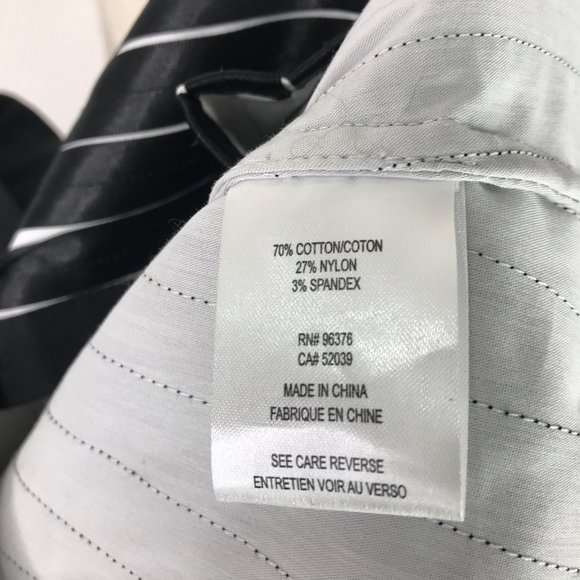 70% COTTON/COTON
27% NYLON
3% SPANDEX
RN# 96376
CA# 52039
MADE IN CHINA
FABRIQUE EN CHINE
SEE CARE REVERSE
ENTRETIEN VOIR AU VERSO